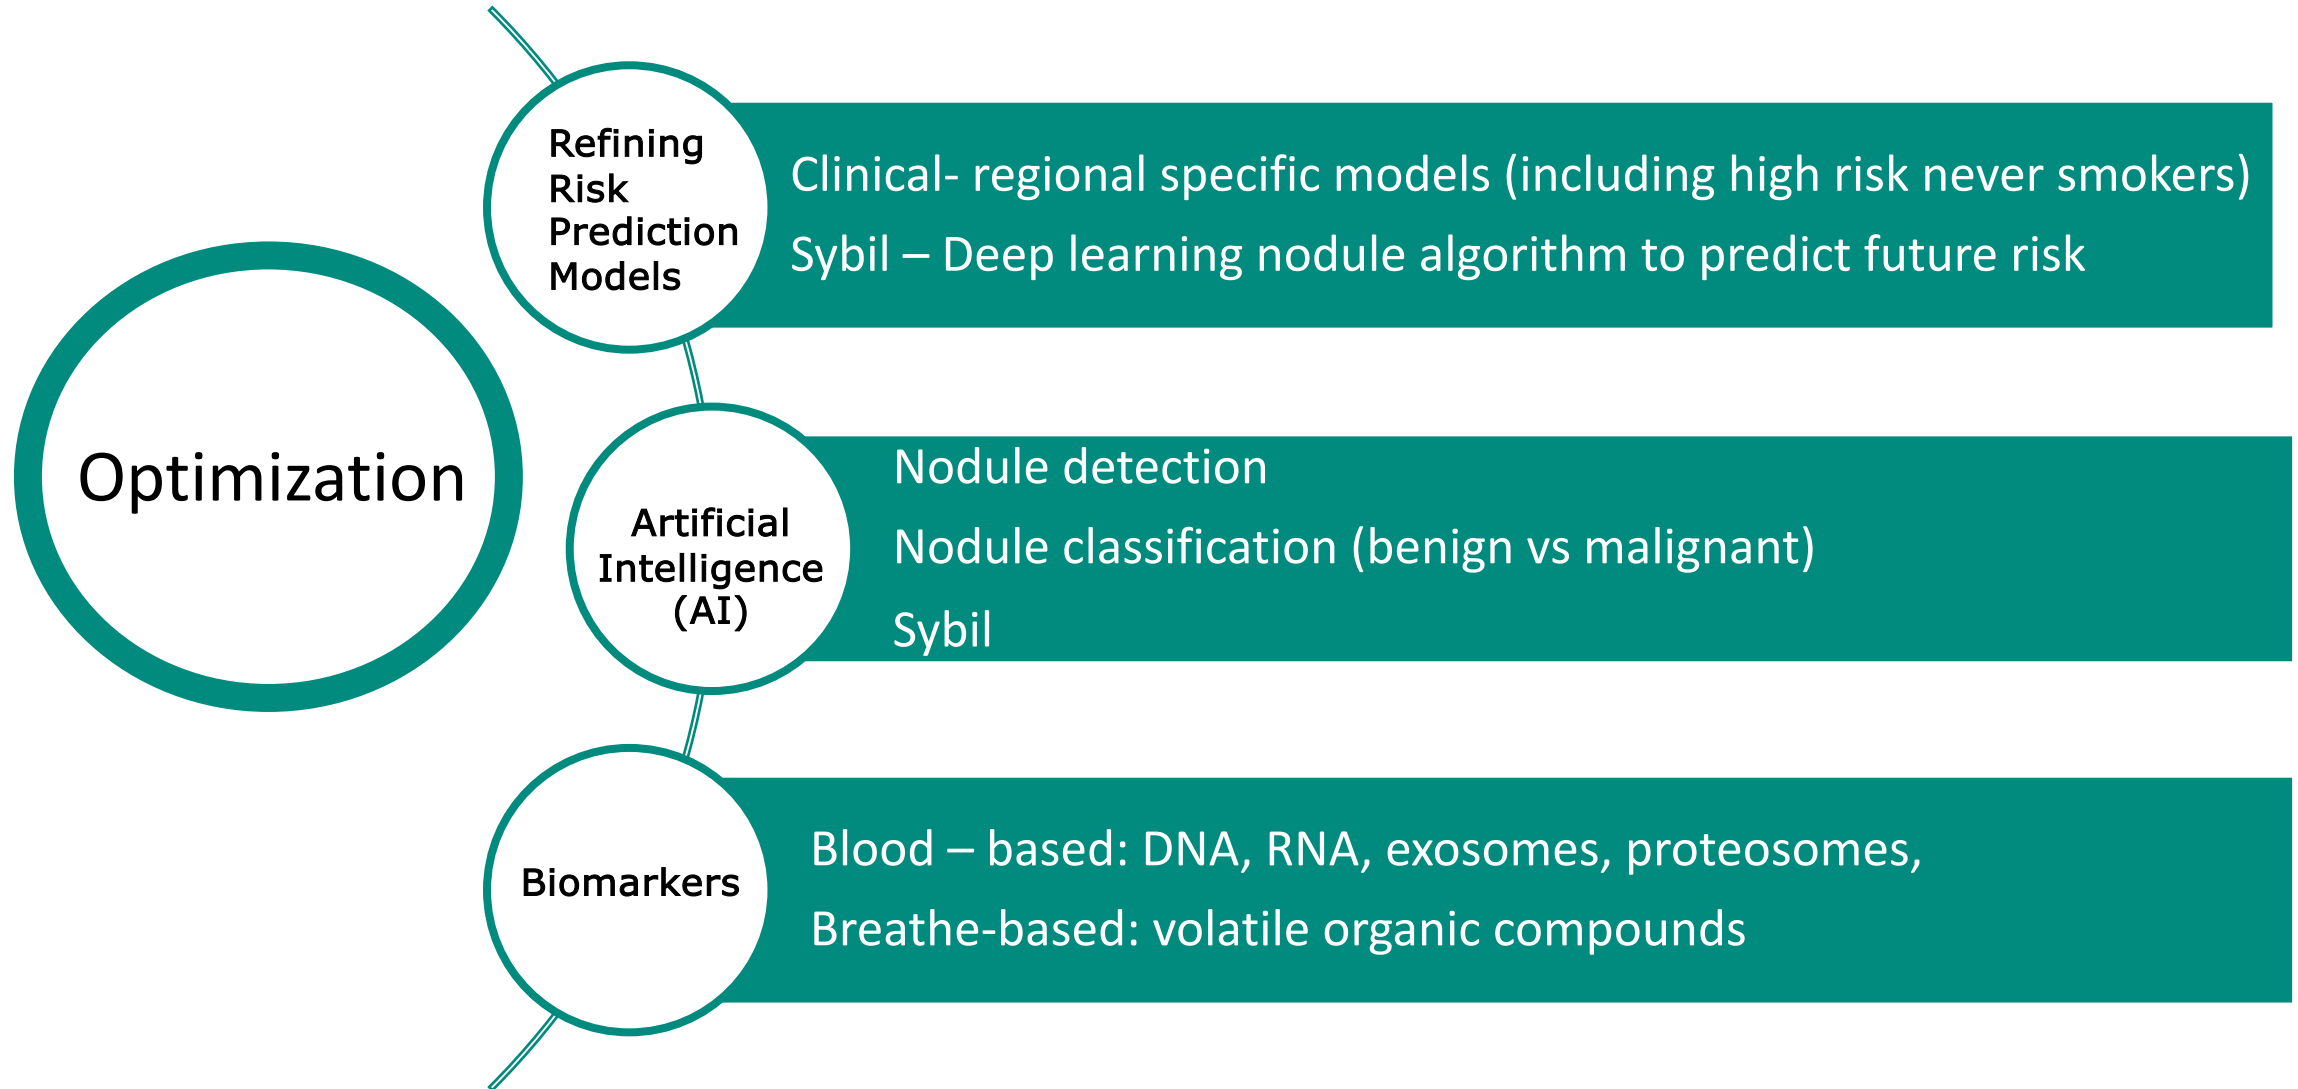 Optimization
Refining
Risk
Prediction
Models
Clinical- regional specific models (including high risk never smokers)
Sybil – Deep learning nodule algorithm to predict future risk
Artificial
Intelligence
(AI)
Nodule detection
Nodule classification (benign vs malignant)
Sybil
Biomarkers
Blood – based: DNA, RNA, exosomes, proteosomes,
Breathe-based: volatile organic compounds